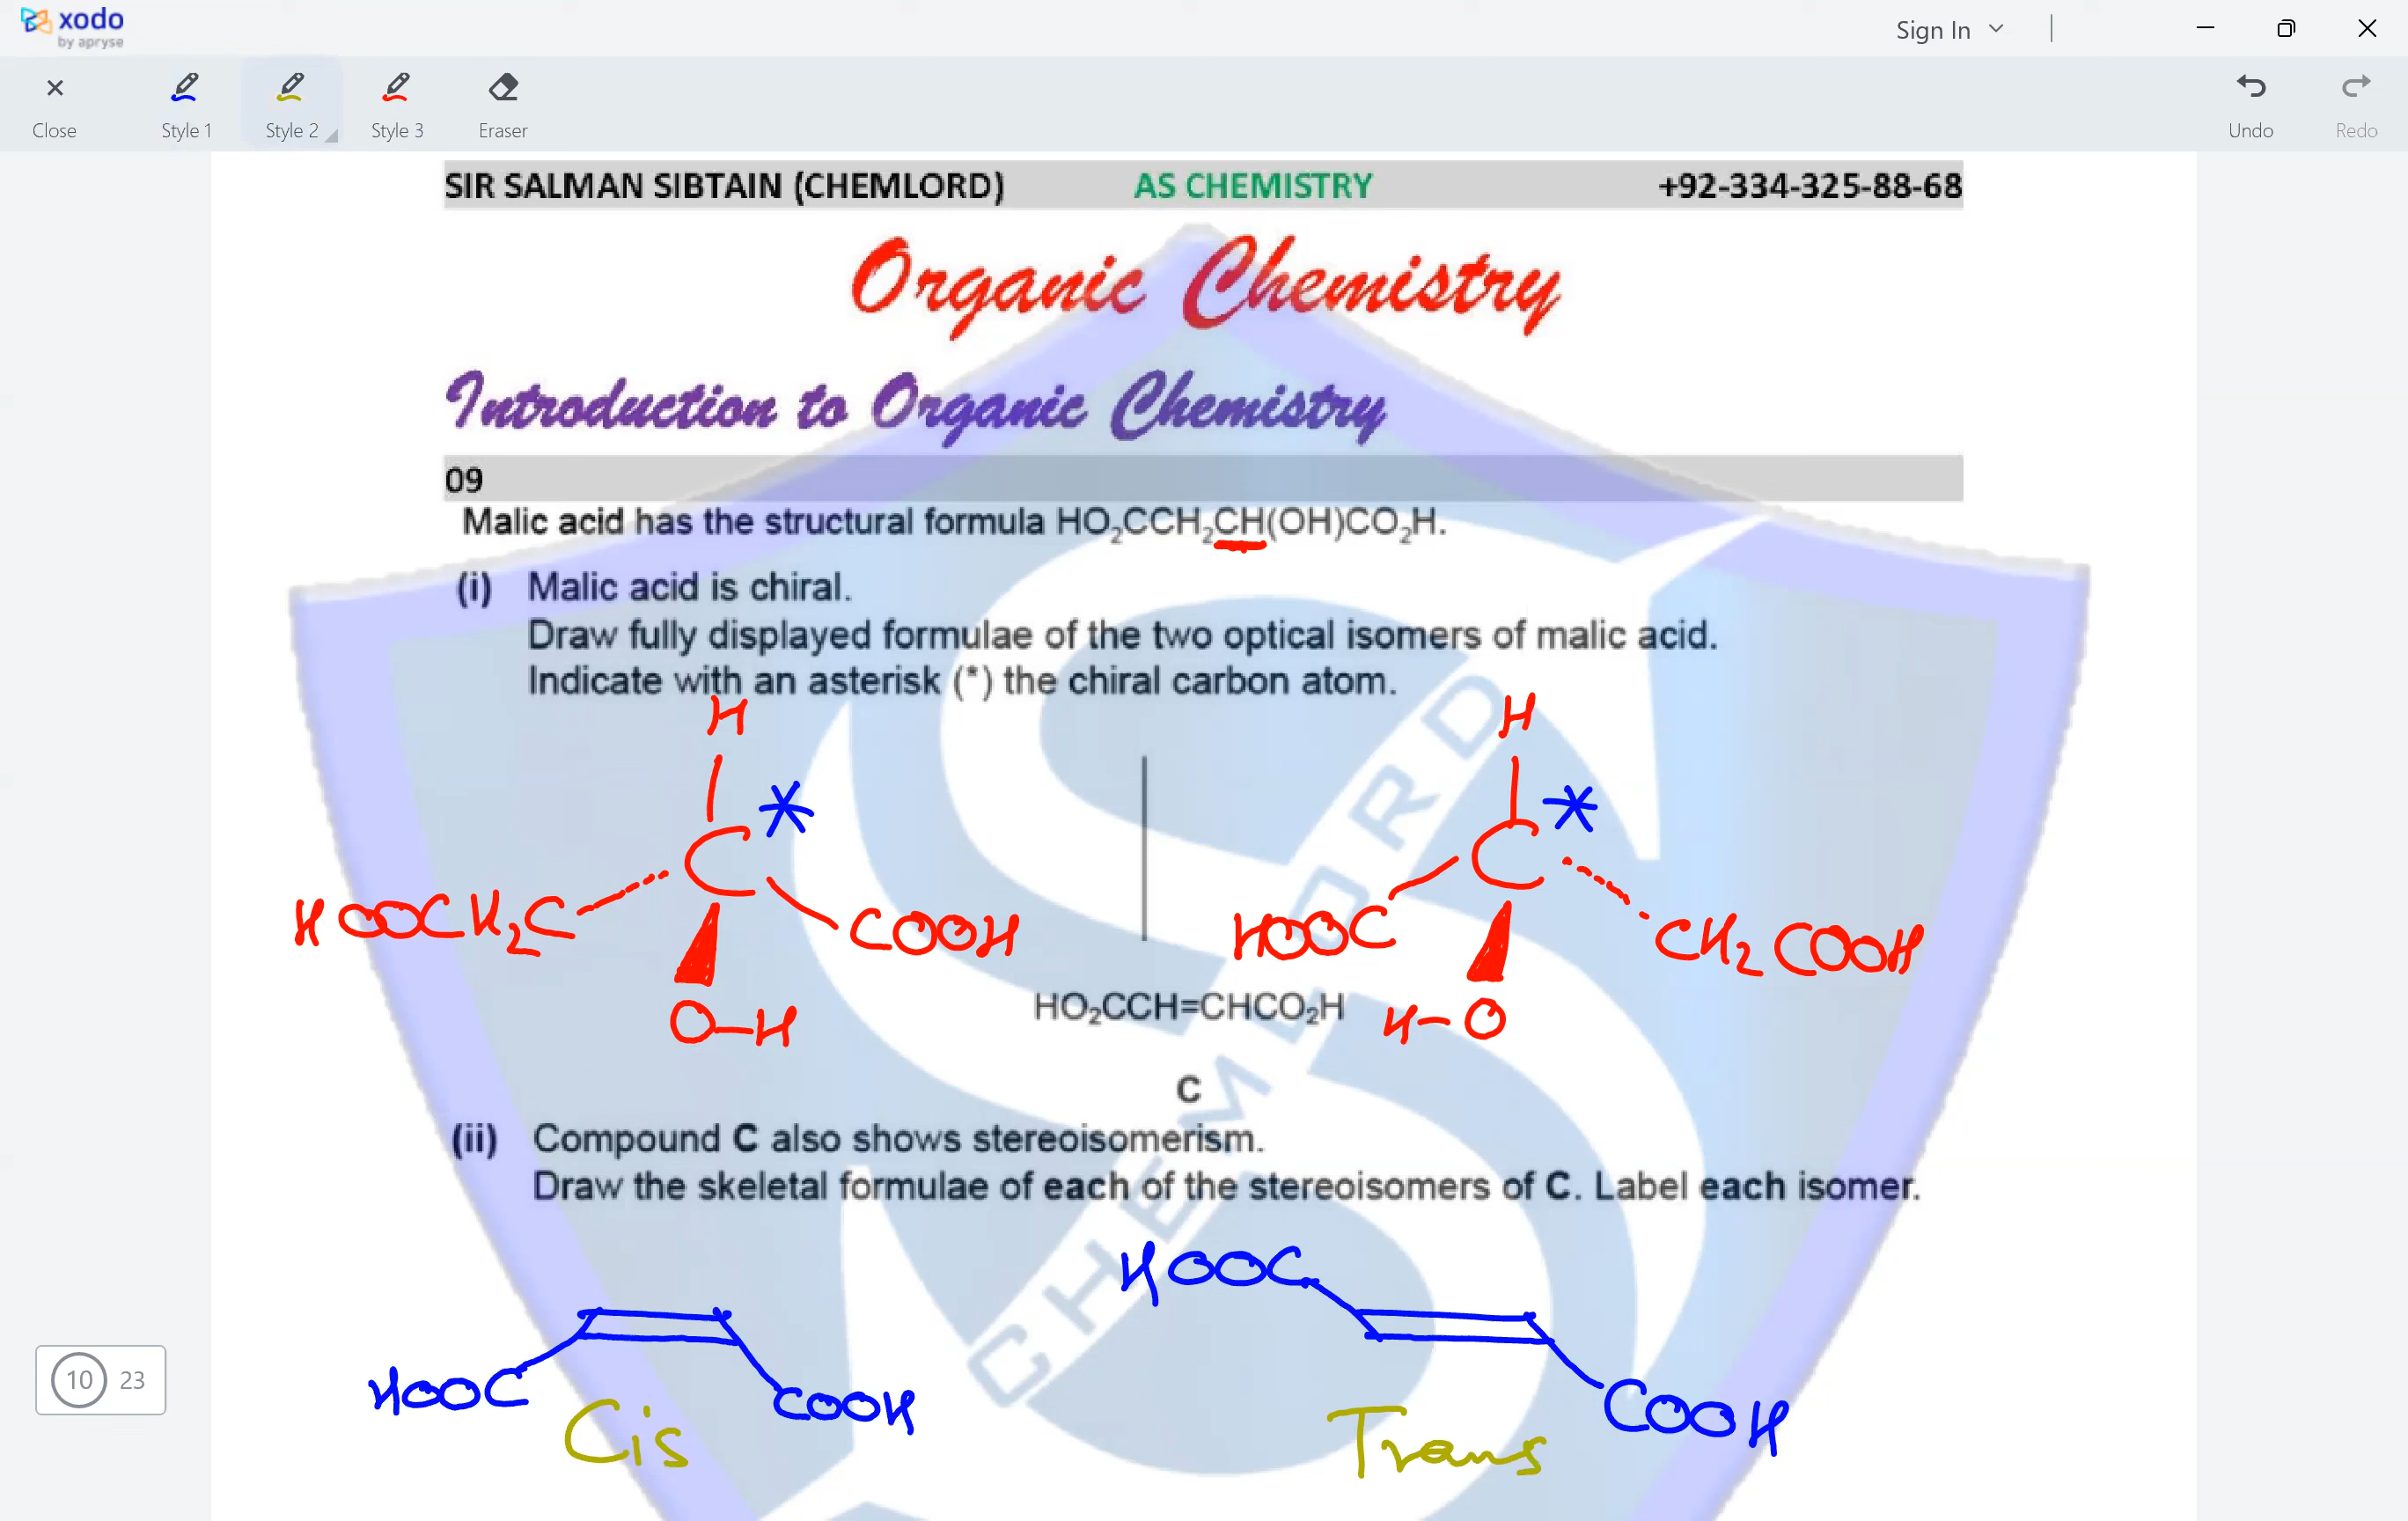 xodo
by apryse
Sign In
Close
Style 1
Style 2
Style 3
Eraser
Undo
Redo
SIR SALMAN SIBTAIN (CHEMLORD) AS CHEMISTRY +92-334-325-88-68
Organic Chemistry
Introduction to Organic Chemistry
09
Malic acid has the structural formula HO₂CCH₂CH(OH)CO₂H.
(i) Malic acid is chiral.
Draw fully displayed formulae of the two optical isomers of malic acid.
Indicate with an asterisk (*) the chiral carbon atom.
H H
C * C *
HOOCH₂C COOH HOOC CH₂COOH
O-H H-O
HO₂CCH=CHCO₂H
C
(ii) Compound C also shows stereoisomerism.
Draw the skeletal formulae of each of the stereoisomers of C. Label each isomer.
HOOC
HOOC COOH COOH
Cis Trans
10 23
CHEMLORD